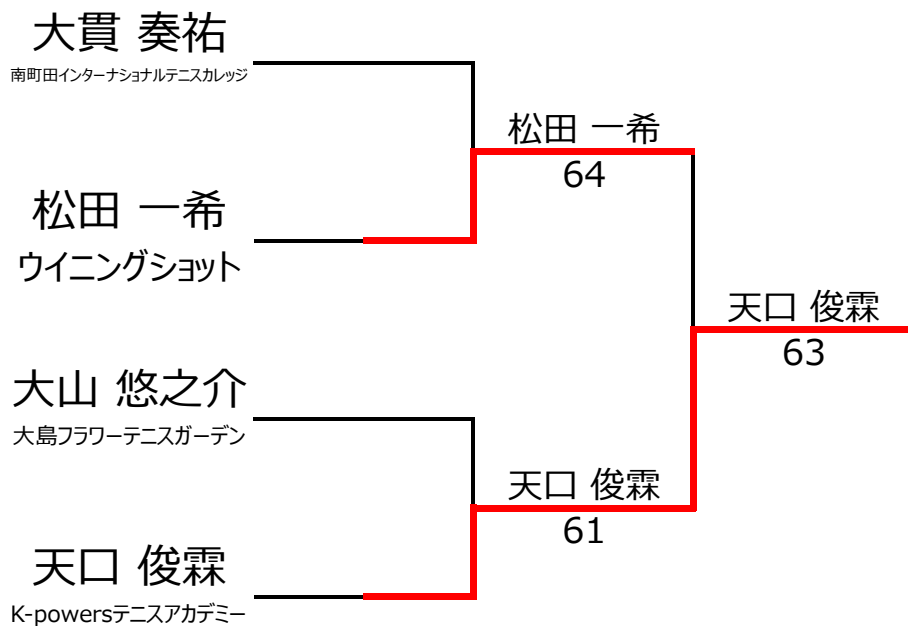 大貫 奏祐
南町田インターナショナルテニスカレッジ
松田 一希
64
松田 一希
ウイニングショット
天口 俊霖
63
大山 悠之介
大島フラワーテニスガーデン
天口 俊霖
61
天口 俊霖
K-powersテニスアカデミー